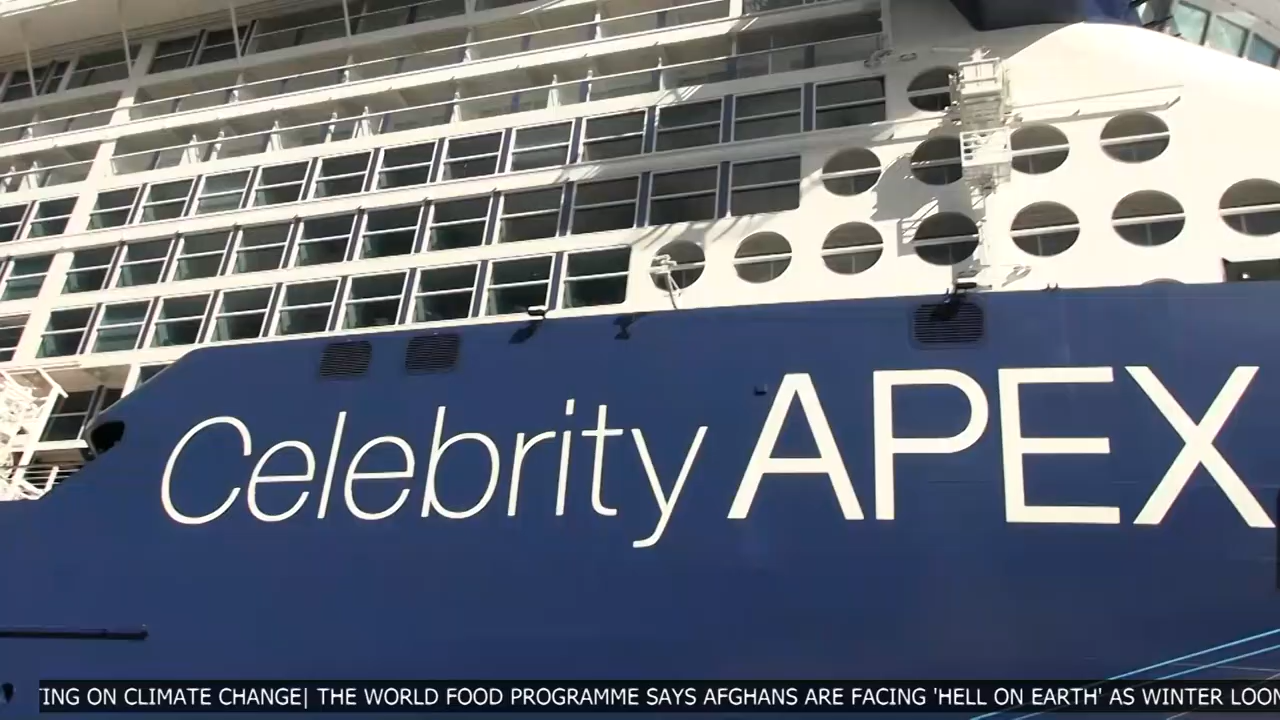 Celebrity APEX
TING ON CLIMATE CHANGE| THE WORLD FOOD PROGRAMME SAYS AFGHANS ARE FACING 'HELL ON EARTH' AS WINTER LOOM